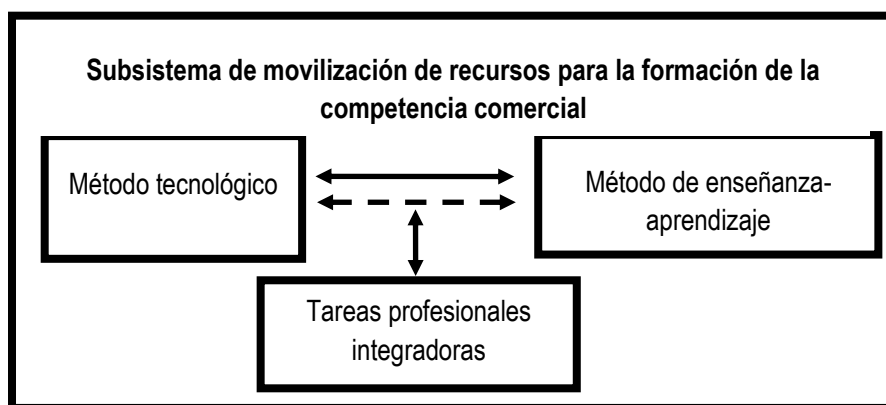 Subsistema de movilización de recursos para la formación de la
competencia comercial
Método tecnológico
Método de enseñanza-
aprendizaje
Tareas profesionales
integradoras